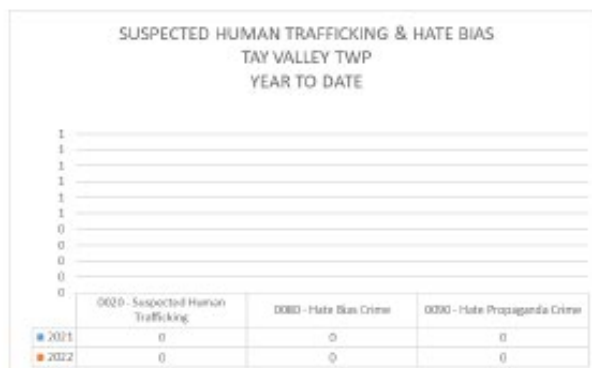 SUSPECTED HUMAN TRAFFICKING & HATE BIAS
TAY VALLEY TWP
YEAR TO DATE
1
1
1
1
1
1
0
0
0
0
0
0020 - Suspected Human Trafficking 0080 - Hate Bias Crime 0090 - Hate Propaganda Crime
2021 0 0 0
2022 0 0 0